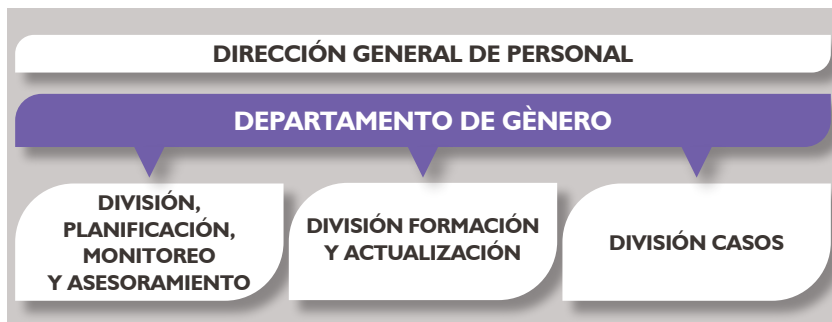 DIRECCIÓN GENERAL DE PERSONAL
DEPARTAMENTO DE GÈNERO
DIVISIÓN,
PLANIFICACIÓN,
MONITOREO
Y ASESORAMIENTO
DIVISIÓN FORMACIÓN
Y ACTUALIZACIÓN
DIVISIÓN CASOS